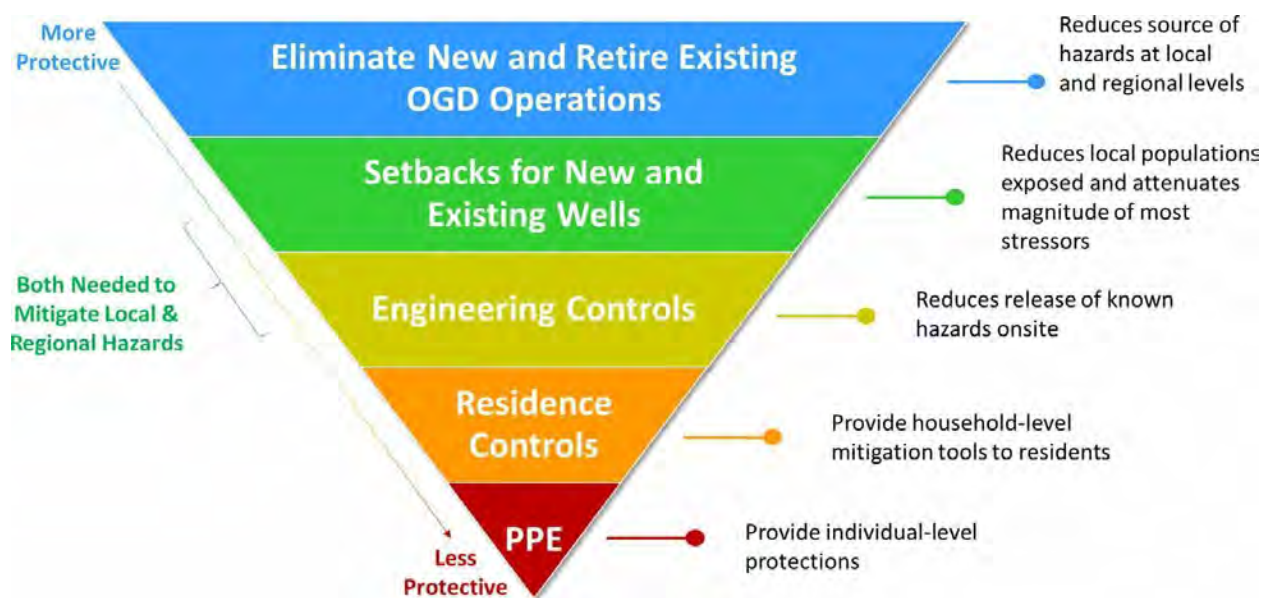 More
Protective
Eliminate New and Retire Existing
OGD Operations
Reduces source of
hazards at local
and regional levels
Setbacks for New and
Existing Wells
Reduces local populations
exposed and attenuates
magnitude of most
stressors
Both Needed to
Mitigate Local &
Regional Hazards
Engineering Controls
Reduces release of known
hazards onsite
Residence
Controls
Provide household-level
mitigation tools to residents
PPE
Provide individual-level
protections
Less
Protective